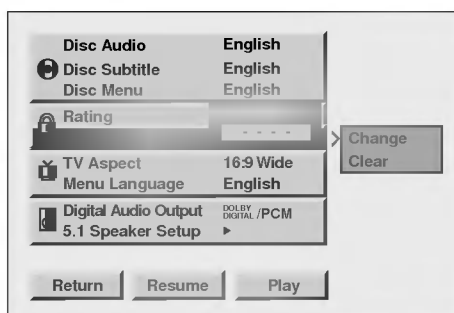 Disc Audio English
Disc Subtitle English
Disc Menu English
Rating
- - - -
Change
Clear
TV Aspect 16:9 Wide
Menu Language English
Digital Audio Output DOLBY DIGITAL /PCM
5.1 Speaker Setup ►
Return Resume Play